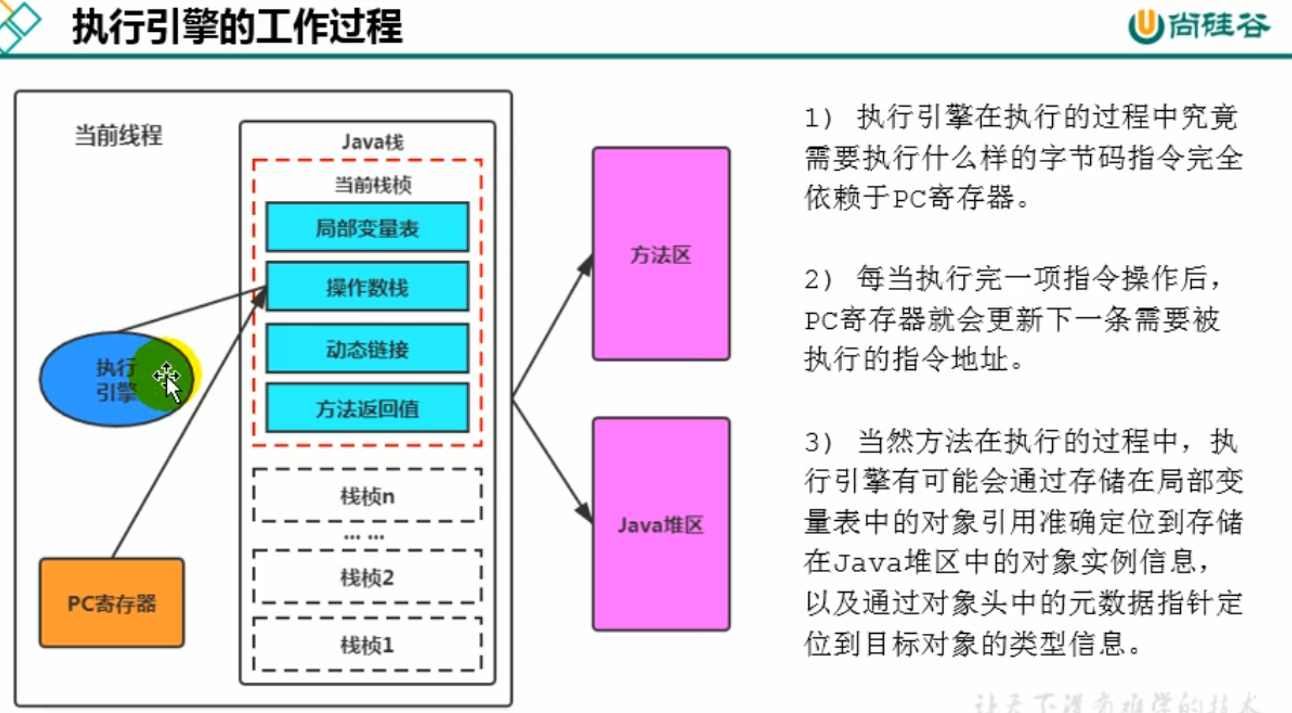 执行引擎的工作过程
尚硅谷
当前线程
Java栈
当前栈桢
局部变量表
操作数栈
动态链接
方法返回值
栈桢n
... ...
栈桢2
栈桢1
执行
引擎
PC寄存器
方法区
Java堆区
1） 执行引擎在执行的过程中究竟
需要执行什么样的字节码指令完全
依赖于PC寄存器。
2） 每当执行完一项指令操作后，
PC寄存器就会更新下一条需要被
执行的指令地址。
3） 当然方法在执行的过程中，执
行引擎有可能会通过存储在局部变
量表中的对象引用准确定位到存储
在Java堆区中的对象实例信息，
以及通过对象头中的元数据指针定
位到目标对象的类型信息。
让天下没有难学的技术